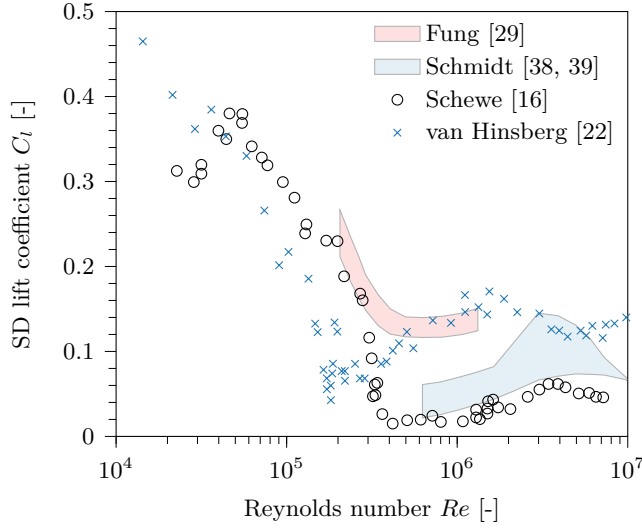 0.5
0.4
0.3
0.2
0.1
0
SD lift coefficient C_l [-]
Fung [29]
Schmidt [38, 39]
Schewe [16]
van Hinsberg [22]
10^4
10^5
10^6
10^7
Reynolds number Re [-]